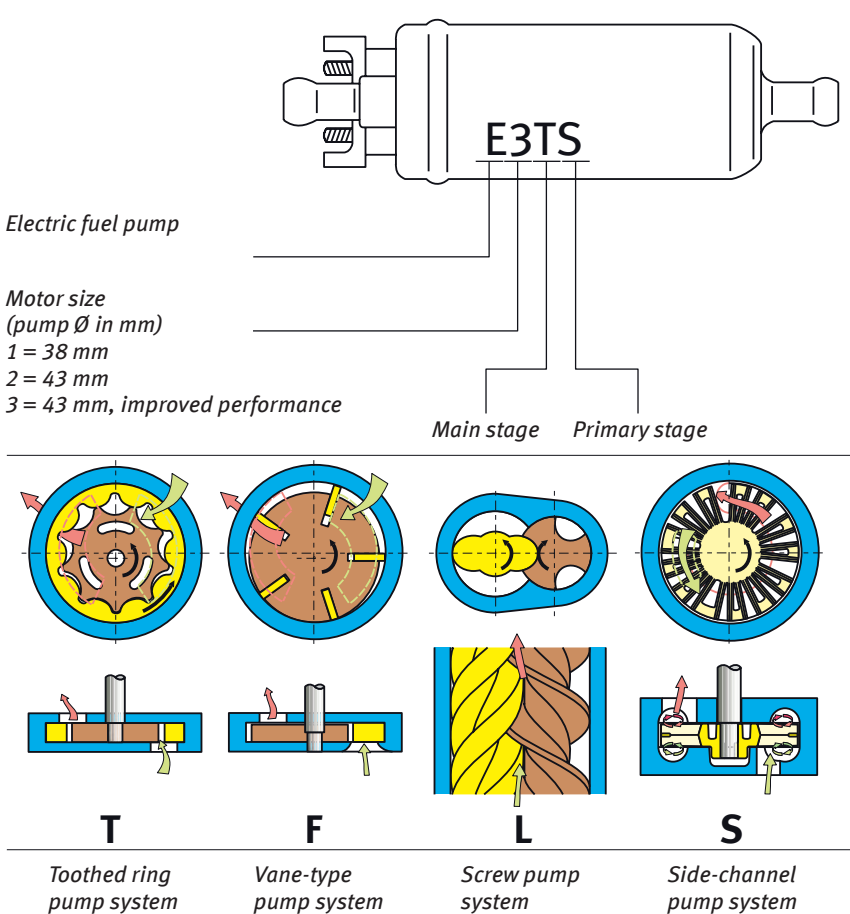 E3TS
Electric fuel pump
Motor size
(pump Ø in mm)
1 = 38 mm
2 = 43 mm
3 = 43 mm, improved performance
Main stage
Primary stage
T
F
L
S
Toothed ring
pump system
Vane-type
pump system
Screw pump
system
Side-channel
pump system